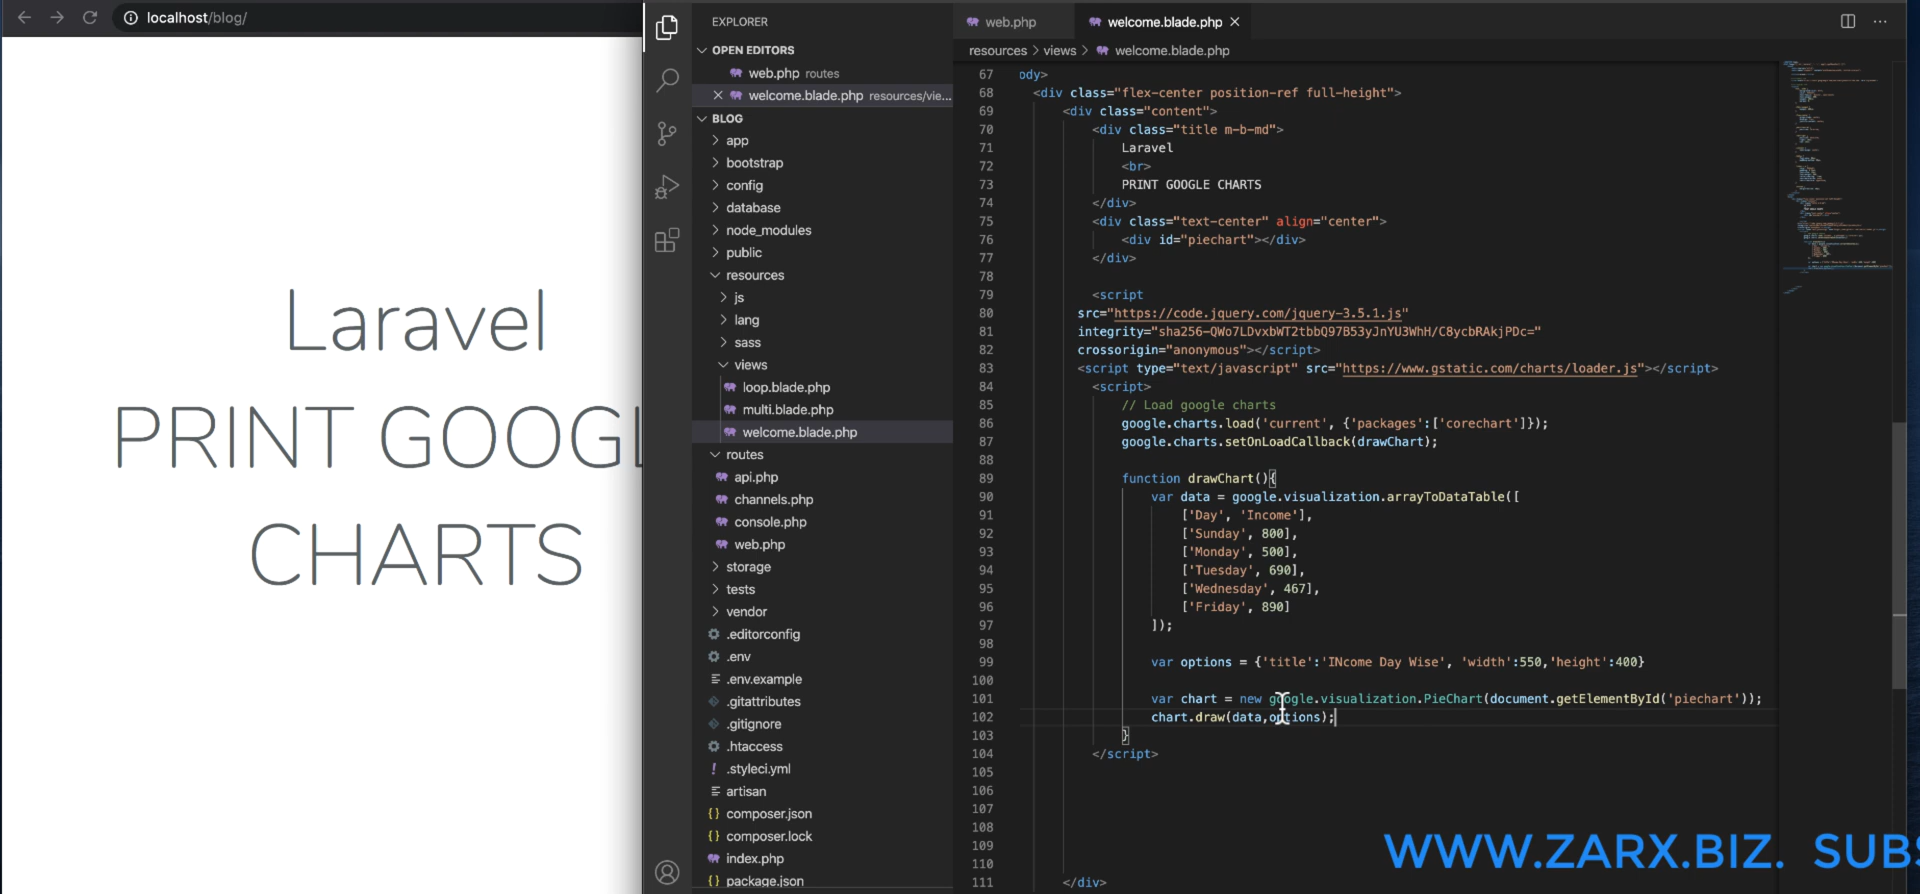 localhost/blog/
Laravel
PRINT GOOGL
CHARTS
EXPLORER
OPEN EDITORS
web.php routes
welcome.blade.php resources/vie...
BLOG
app
bootstrap
config
database
node_modules
public
resources
js
lang
sass
views
loop.blade.php
multi.blade.php
welcome.blade.php
routes
api.php
channels.php
console.php
web.php
storage
tests
vendor
.editorconfig
.env
.env.example
.gitattributes
.gitignore
.htaccess
.styleci.yml
artisan
composer.json
composer.lock
index.php
package.json
web.php
welcome.blade.php
resources > views > welcome.blade.php
67 ody>
68 <div class="flex-center position-ref full-height">
69 <div class="content">
70 <div class="title m-b-md">
71 Laravel
72 <br>
73 PRINT GOOGLE CHARTS
74 </div>
75 <div class="text-center" align="center">
76 <div id="piechart"></div>
77 </div>
78
79 <script
80 src="https://code.jquery.com/jquery-3.5.1.js"
81 integrity="sha256-QWo7LDvxbWT2tbbQ97B53yJnYU3WhH/C8ycbRAkjPDc="
82 crossorigin="anonymous"></script>
83 <script type="text/javascript" src="https://www.gstatic.com/charts/loader.js"></script>
84 <script>
85 // Load google charts
86 google.charts.load('current', {'packages':['corechart']});
87 google.charts.setOnLoadCallback(drawChart);
88
89 function drawChart(){
90 var data = google.visualization.arrayToDataTable([
91 ['Day', 'Income'],
92 ['Sunday', 800],
93 ['Monday', 500],
94 ['Tuesday', 690],
95 ['Wednesday', 467],
96 ['Friday', 890]
97 ]);
98
99 var options = {'title':'INcome Day Wise', 'width':550,'height':400}
100
101 var chart = new google.visualization.PieChart(document.getElementById('piechart'));
102 chart.draw(data,options);
103 }
104 </script>
105
106
107
108
109
110
111 </div>
WWW.ZARX.BIZ. SUBS